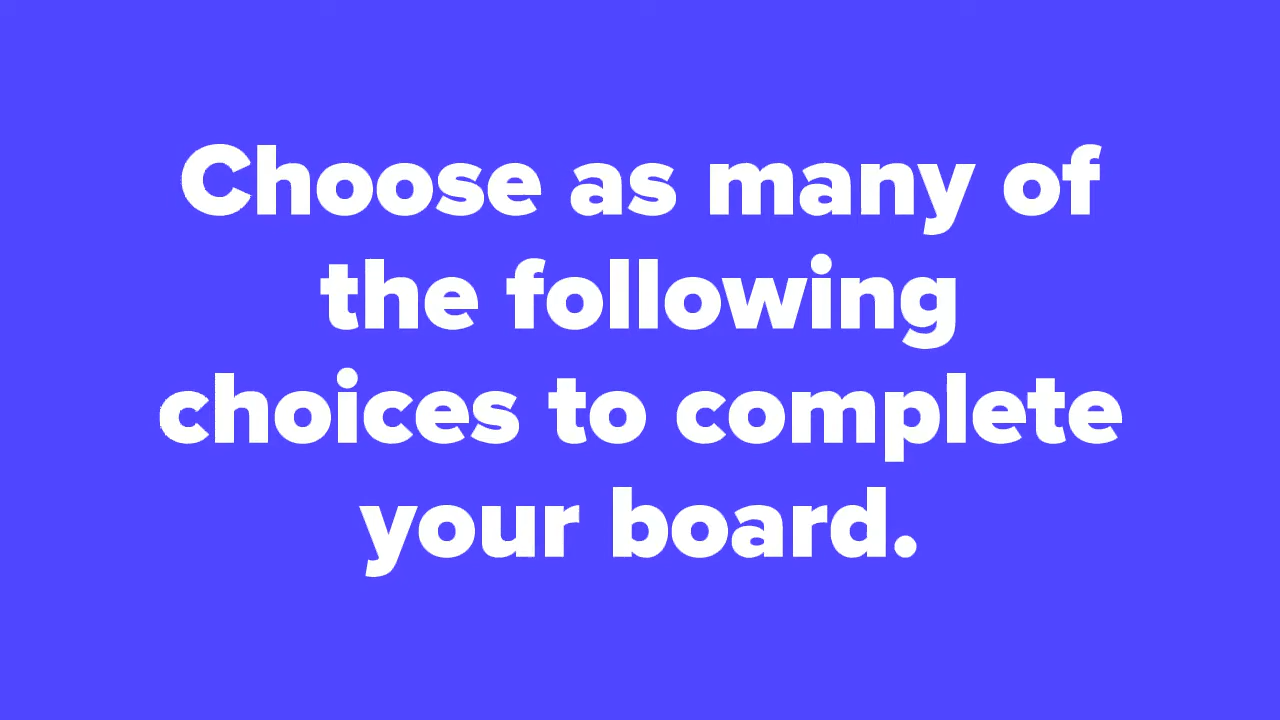 Choose as many of
the following
choices to complete
your board.